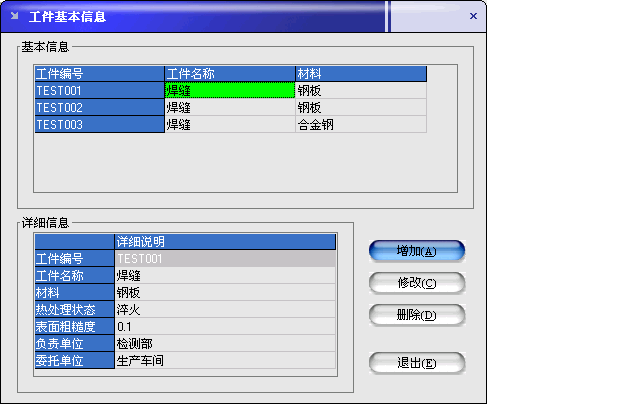 工件基本信息
基本信息
工件编号 工件名称 材料
TEST001 焊缝 钢板
TEST002 焊缝 钢板
TEST003 焊缝 合金钢
详细信息
详细说明
工件编号 TEST001
工件名称 焊缝
材料 钢板
热处理状态 淬火
表面粗糙度 0.1
负责单位 检测部
委托单位 生产车间
增加(A)
修改(C)
删除(D)
退出(E)